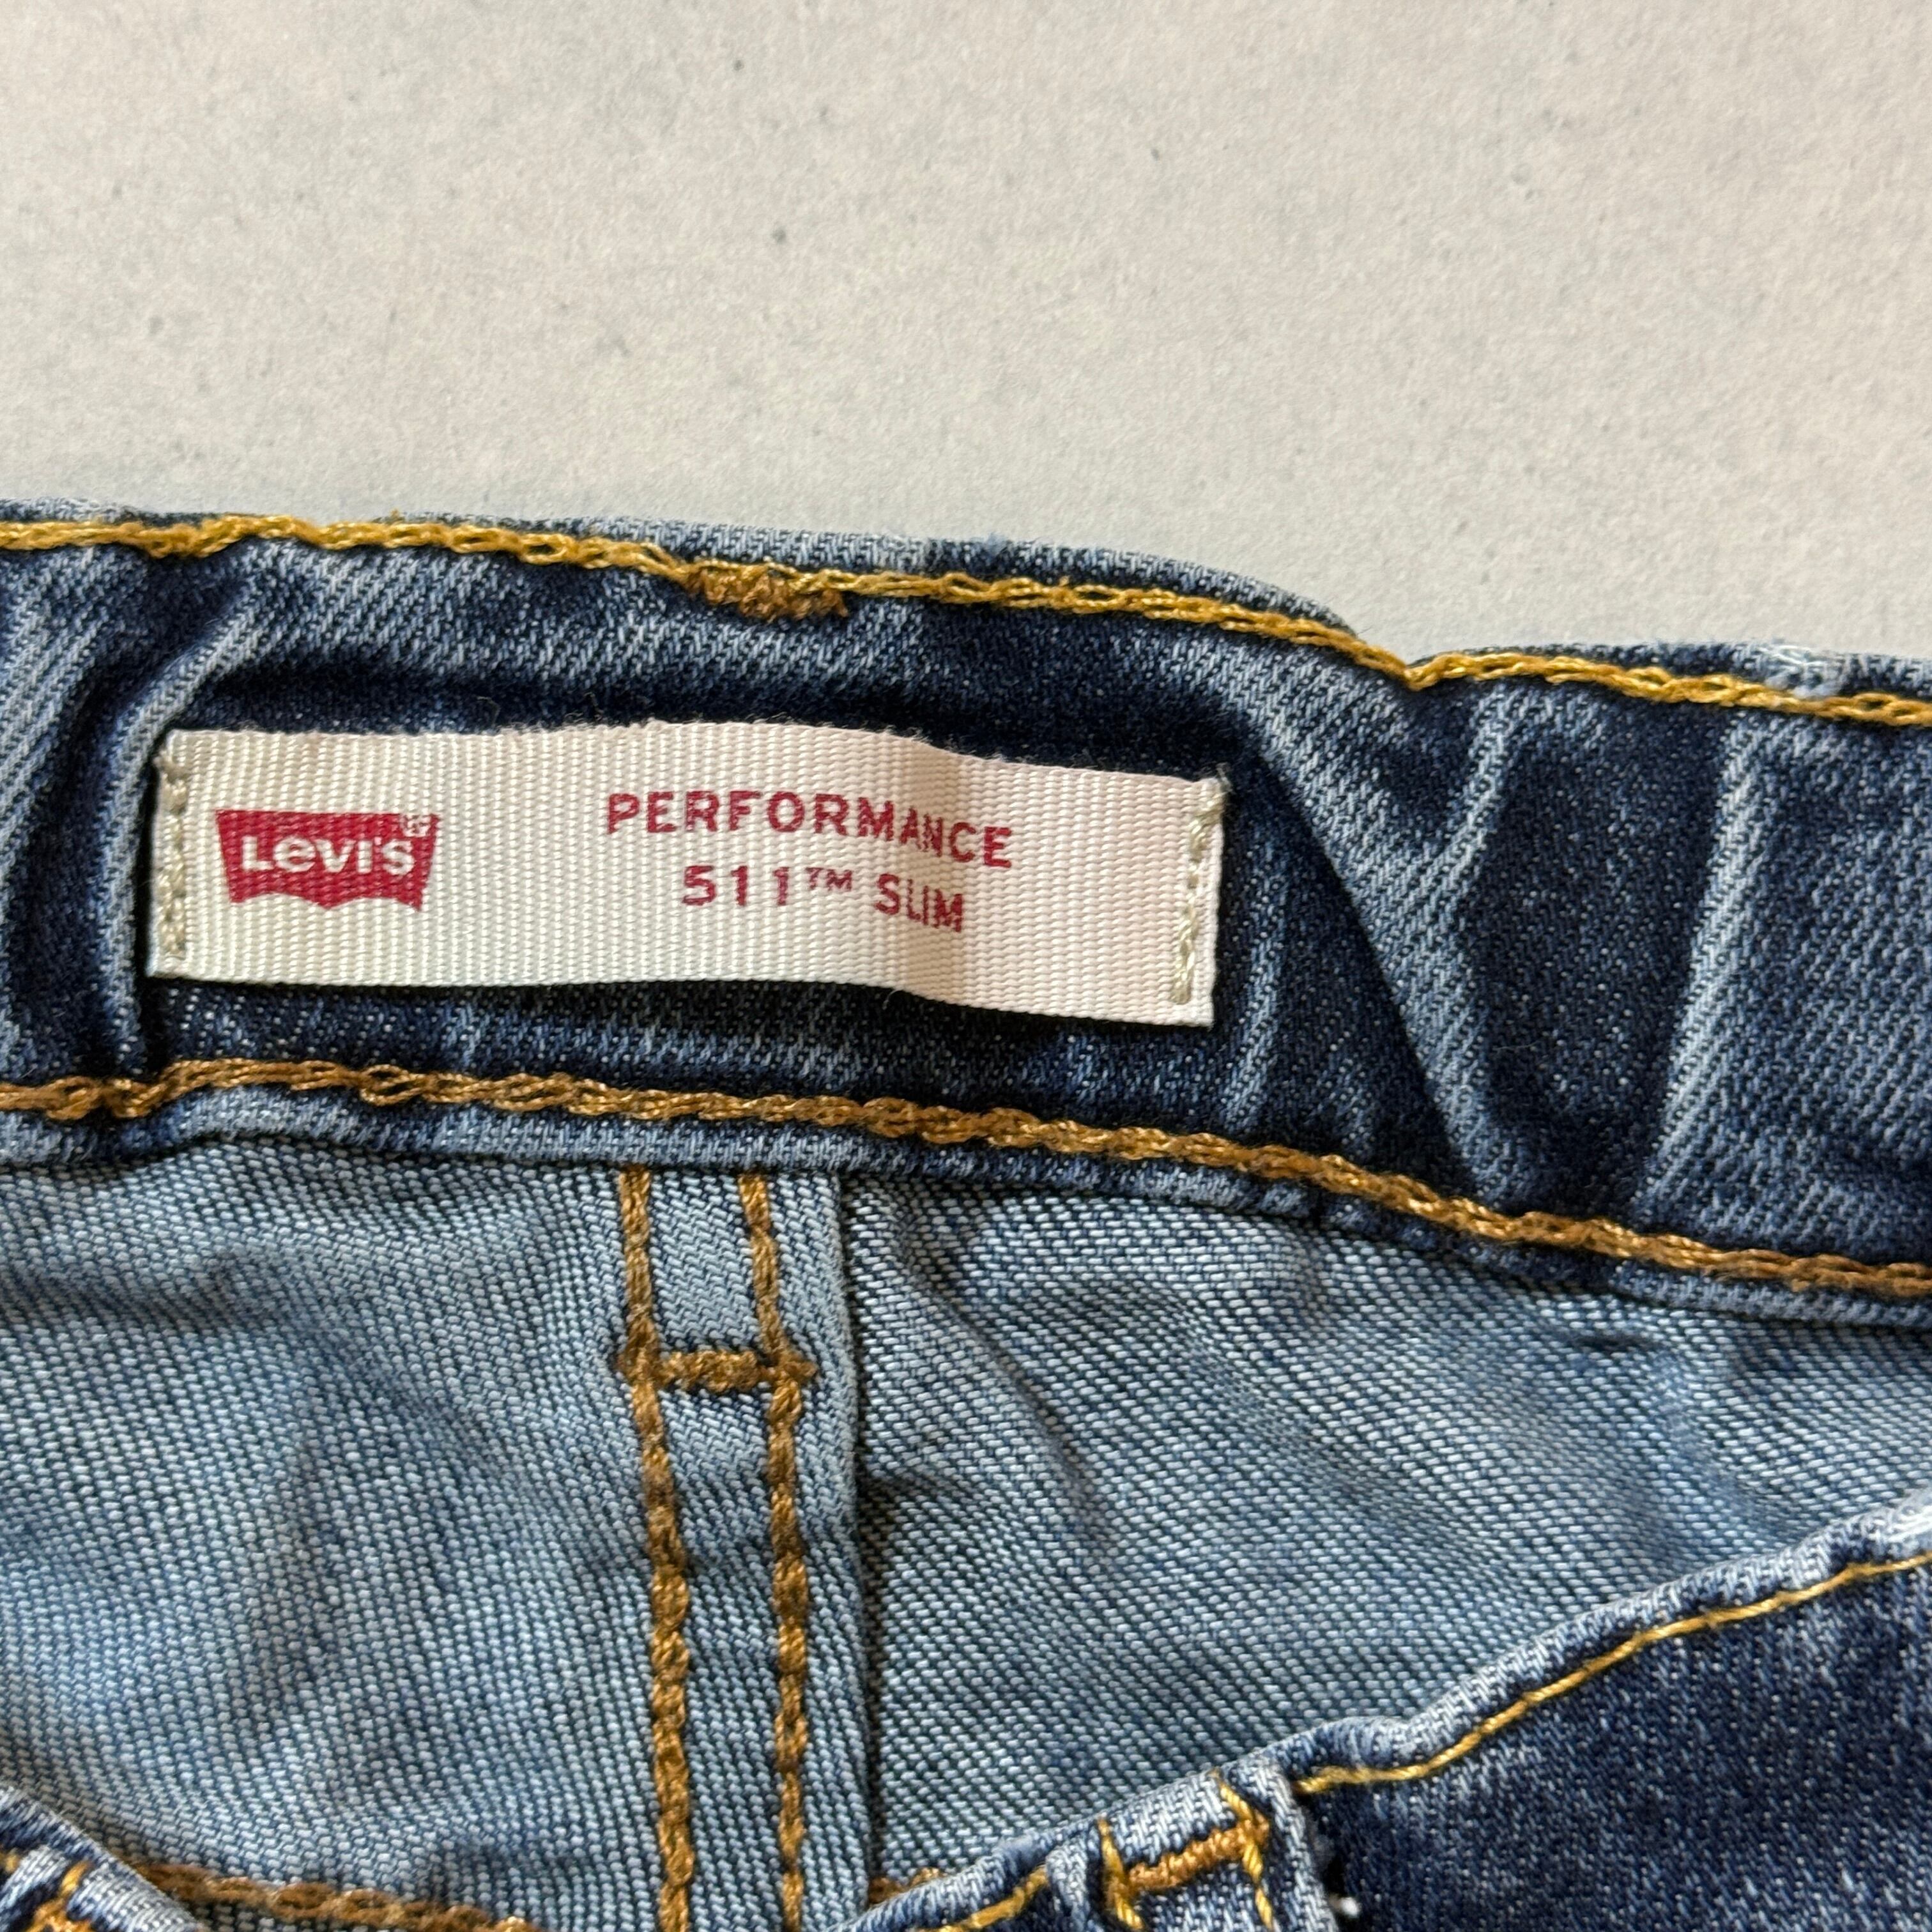 Levi's
PERFORMANCE
511™ SLIM